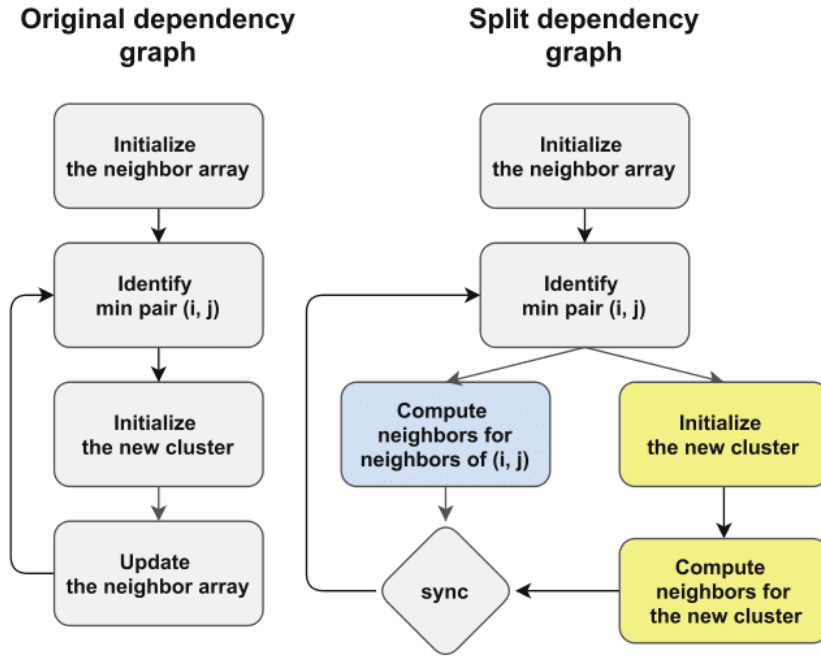 Original dependency
graph
Initialize
the neighbor array
Identify
min pair (i, j)
Initialize
the new cluster
Update
the neighbor array
Split dependency
graph
Initialize
the neighbor array
Identify
min pair (i, j)
Compute
neighbors for
neighbors of (i, j)
Initialize
the new cluster
sync
Compute
neighbors for
the new cluster